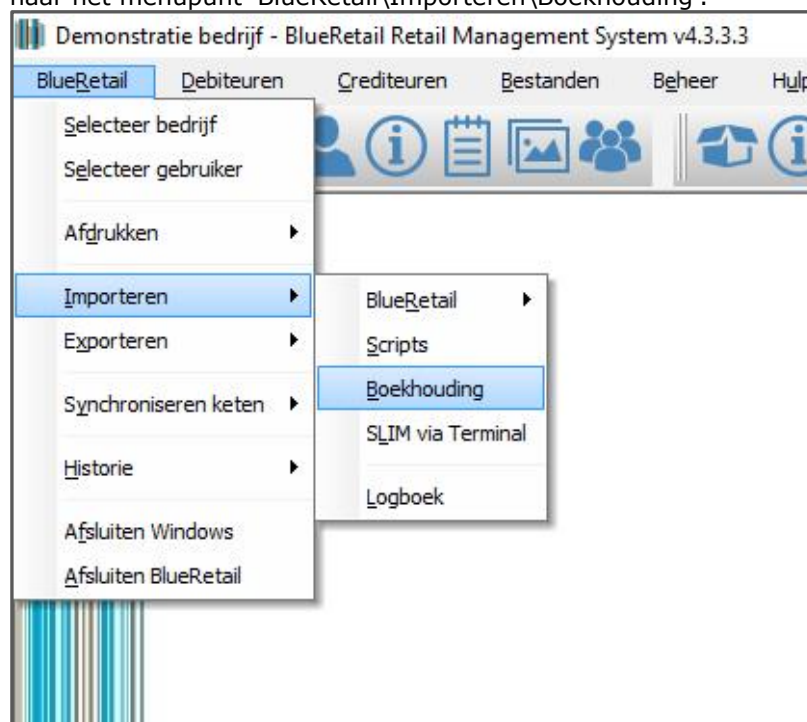 naar het menupunt 'BlueRetail\Importeren\Boekhouding'.
Demonstratie bedrijf - BlueRetail Retail Management System v4.3.3.3
BlueRetail Debiteuren Crediteuren Bestanden Beheer Hulp
Selecteer bedrijf
Selecteer gebruiker
Afdrukken
Importeren
Exporteren
Synchroniseren keten
Historie
Afsluiten Windows
Afsluiten BlueRetail
BlueRetail
Scripts
Boekhouding
SLIM via Terminal
Logboek